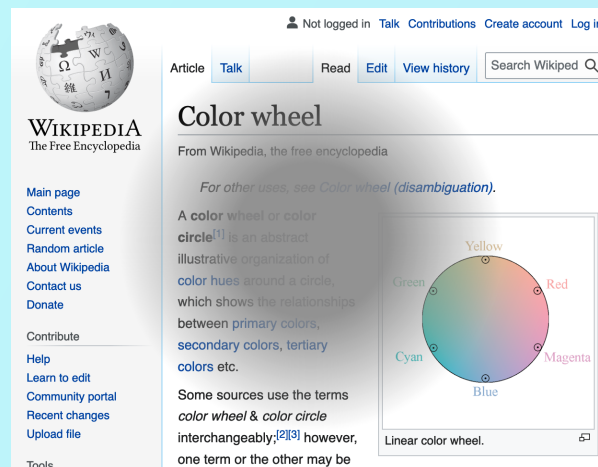 Not logged in Talk Contributions Create account Log i
Article Talk Read Edit View history Search Wikiped
WIKIPEDIA
The Free Encyclopedia
Main page
Contents
Current events
Random article
About Wikipedia
Contact us
Donate
Contribute
Help
Learn to edit
Community portal
Recent changes
Upload file
Tools
Color wheel
From Wikipedia, the free encyclopedia
For other uses, see Color wheel (disambiguation).
A color wheel or color
circle[1] is an abstract
illustrative organization of
color hues around a circle,
which shows the relationships
between primary colors,
secondary colors, tertiary
colors etc.
Some sources use the terms
color wheel & color circle
interchangeably;[2][3] however,
one term or the other may be
Yellow
Green Red
Cyan Magenta
Blue
Linear color wheel.